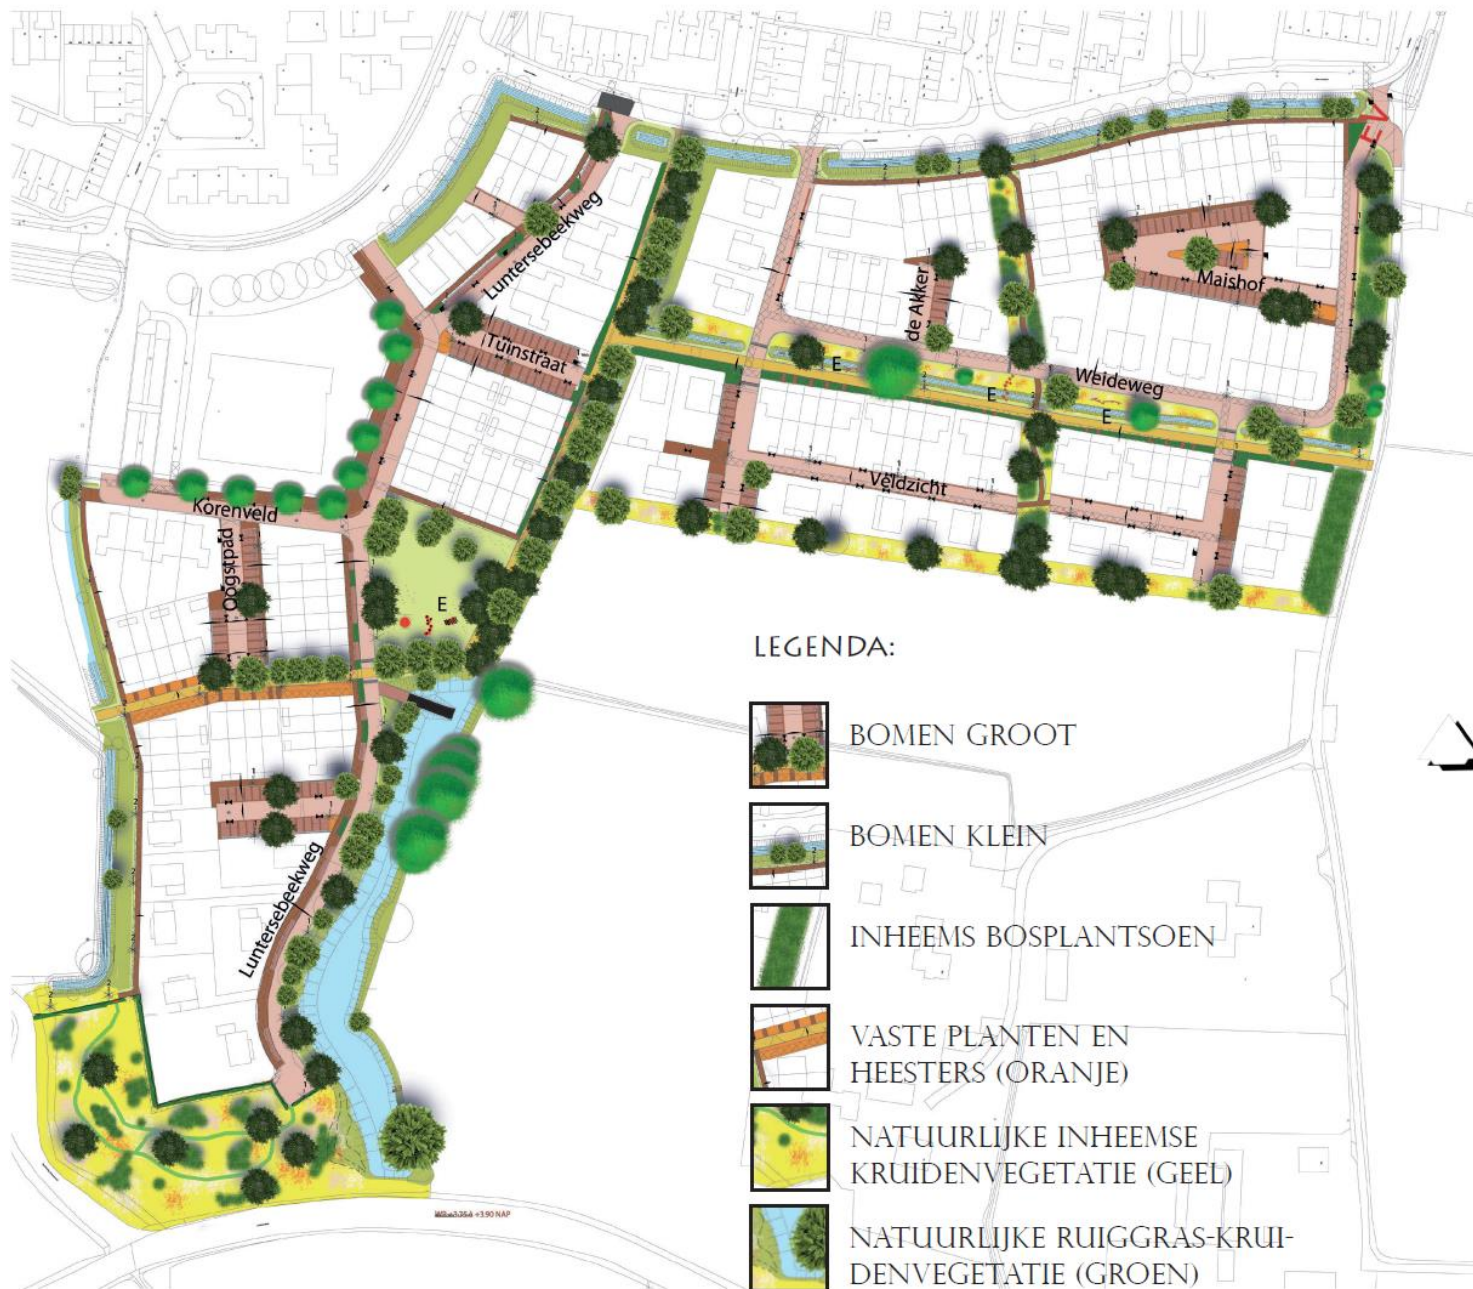 EV
Luntersebeekweg
Maishof
de Akker
Tuinstraat
E
Weideweg
E
E
Veldzicht
Korenveld
Oogstpad
E
Luntersebeekweg
LEGENDA:
BOMEN GROOT
BOMEN KLEIN
INHEEMS BOSPLANTSOEN
VASTE PLANTEN EN
HEESTERS (ORANJE)
NATUURLIJKE INHEEMSE
KRUIDENVEGETATIE (GEEL)
NATUURLIJKE RUIGGRAS-KRUI-
DENVEGETATIE (GROEN)